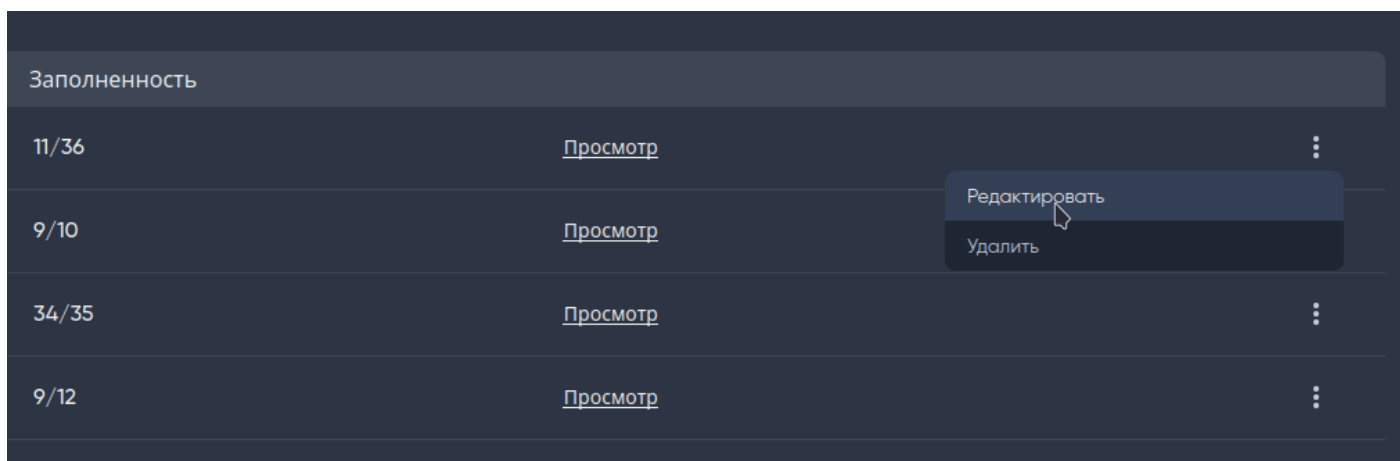 Заполненность
11/36 Просмотр
Редактировать
9/10 Просмотр
Удалить
34/35 Просмотр
9/12 Просмотр